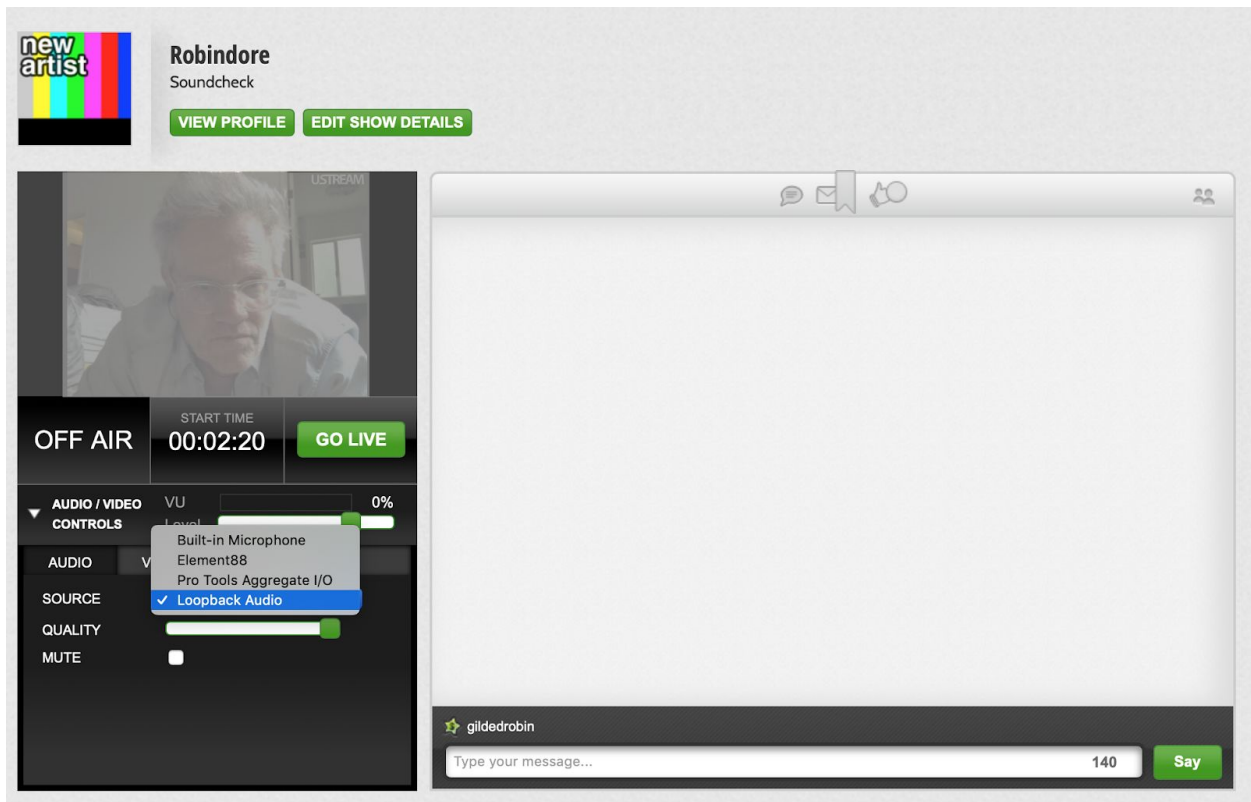 new
artist
Robindore
Soundcheck
VIEW PROFILE
EDIT SHOW DETAILS
USTREAM
OFF AIR
START TIME
00:02:20
GO LIVE
AUDIO / VIDEO
CONTROLS
VU
0%
Level
AUDIO
V
SOURCE
Built-in Microphone
Element88
Pro Tools Aggregate I/O
✓ Loopback Audio
QUALITY
MUTE
gildedrobin
Type your message...
140
Say